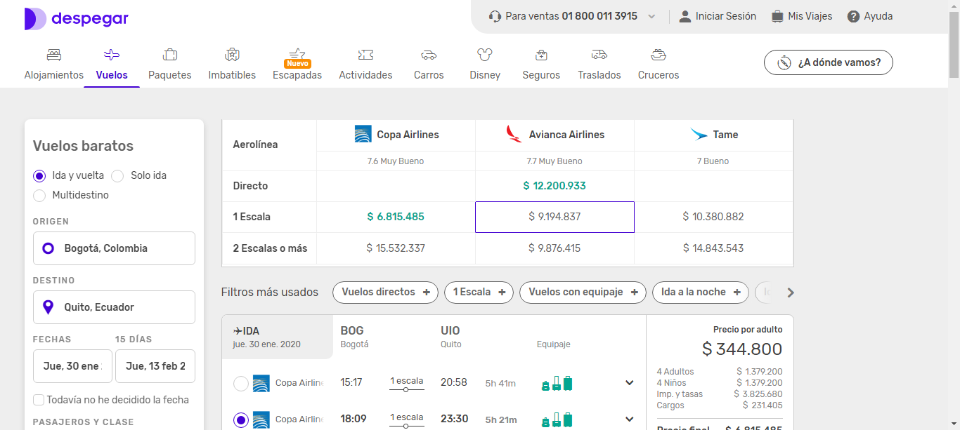 despegar
Para ventas 01 800 011 3915
Iniciar Sesión
Mis Viajes
Ayuda
Alojamientos
Vuelos
Paquetes
Imbatibles
Nuevo
Escapadas
Actividades
Carros
Disney
Seguros
Traslados
Cruceros
¿A dónde vamos?
Vuelos baratos
Ida y vuelta Solo ida
Multidestino
ORIGEN
Bogotá, Colombia
DESTINO
Quito, Ecuador
FECHAS 15 DÍAS
Jue, 30 ene Jue, 13 feb 2
Todavía no he decidido la fecha
PASAJEROS Y CLASE
Aerolínea Copa Airlines Avianca Airlines Tame
7.6 Muy Bueno 7.7 Muy Bueno 7 Bueno
Directo $ 12.200.933
1 Escala $ 6.815.485 $ 9.194.837 $ 10.380.882
2 Escalas o más $ 15.532.337 $ 9.876.415 $ 14.843.543
Filtros más usados Vuelos directos + 1 Escala + Vuelos con equipaje + Ida a la noche +
IDA BOG UIO
jue. 30 ene. 2020 Bogotá Quito Equipaje
Copa Airlin 15:17 1 escala 20:58 5h 41m
Copa Airlin 18:09 1 escala 23:30 5h 21m
Precio por adulto
$ 344.800
4 Adultos $ 1.379.200
4 Niños $ 1.379.200
Imp. y tasas $ 3.825.680
Cargos $ 231.405
Precio final $ 6.815.485